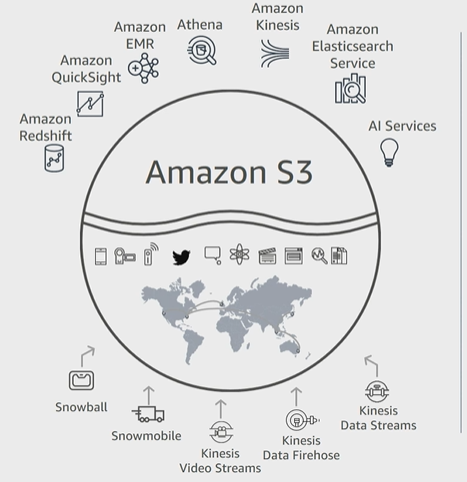 Amazon
Redshift
Amazon
QuickSight
Amazon
EMR
Athena
Amazon
Kinesis
Amazon
Elasticsearch
Service
AI Services
Amazon S3
Snowball
Snowmobile
Kinesis
Video Streams
Kinesis
Data Firehose
Kinesis
Data Streams